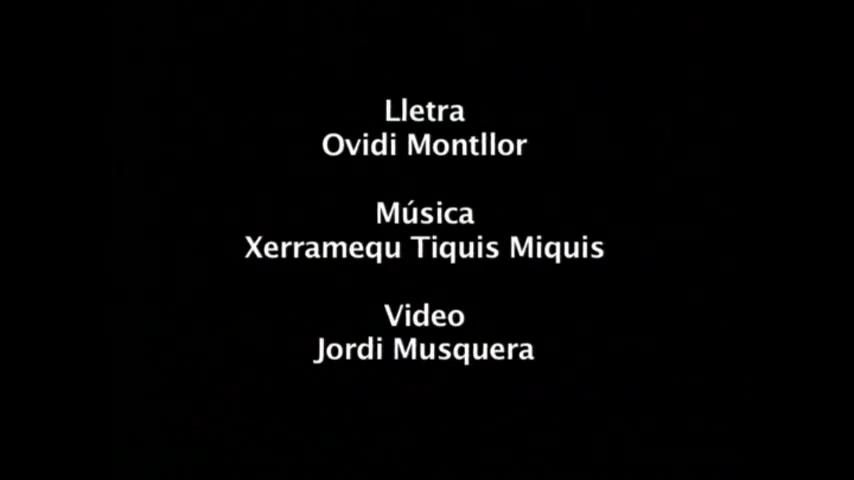 Lletra
Ovidi Montllor
Música
Xerramequ Tiquis Miquis
Video
Jordi Musquera